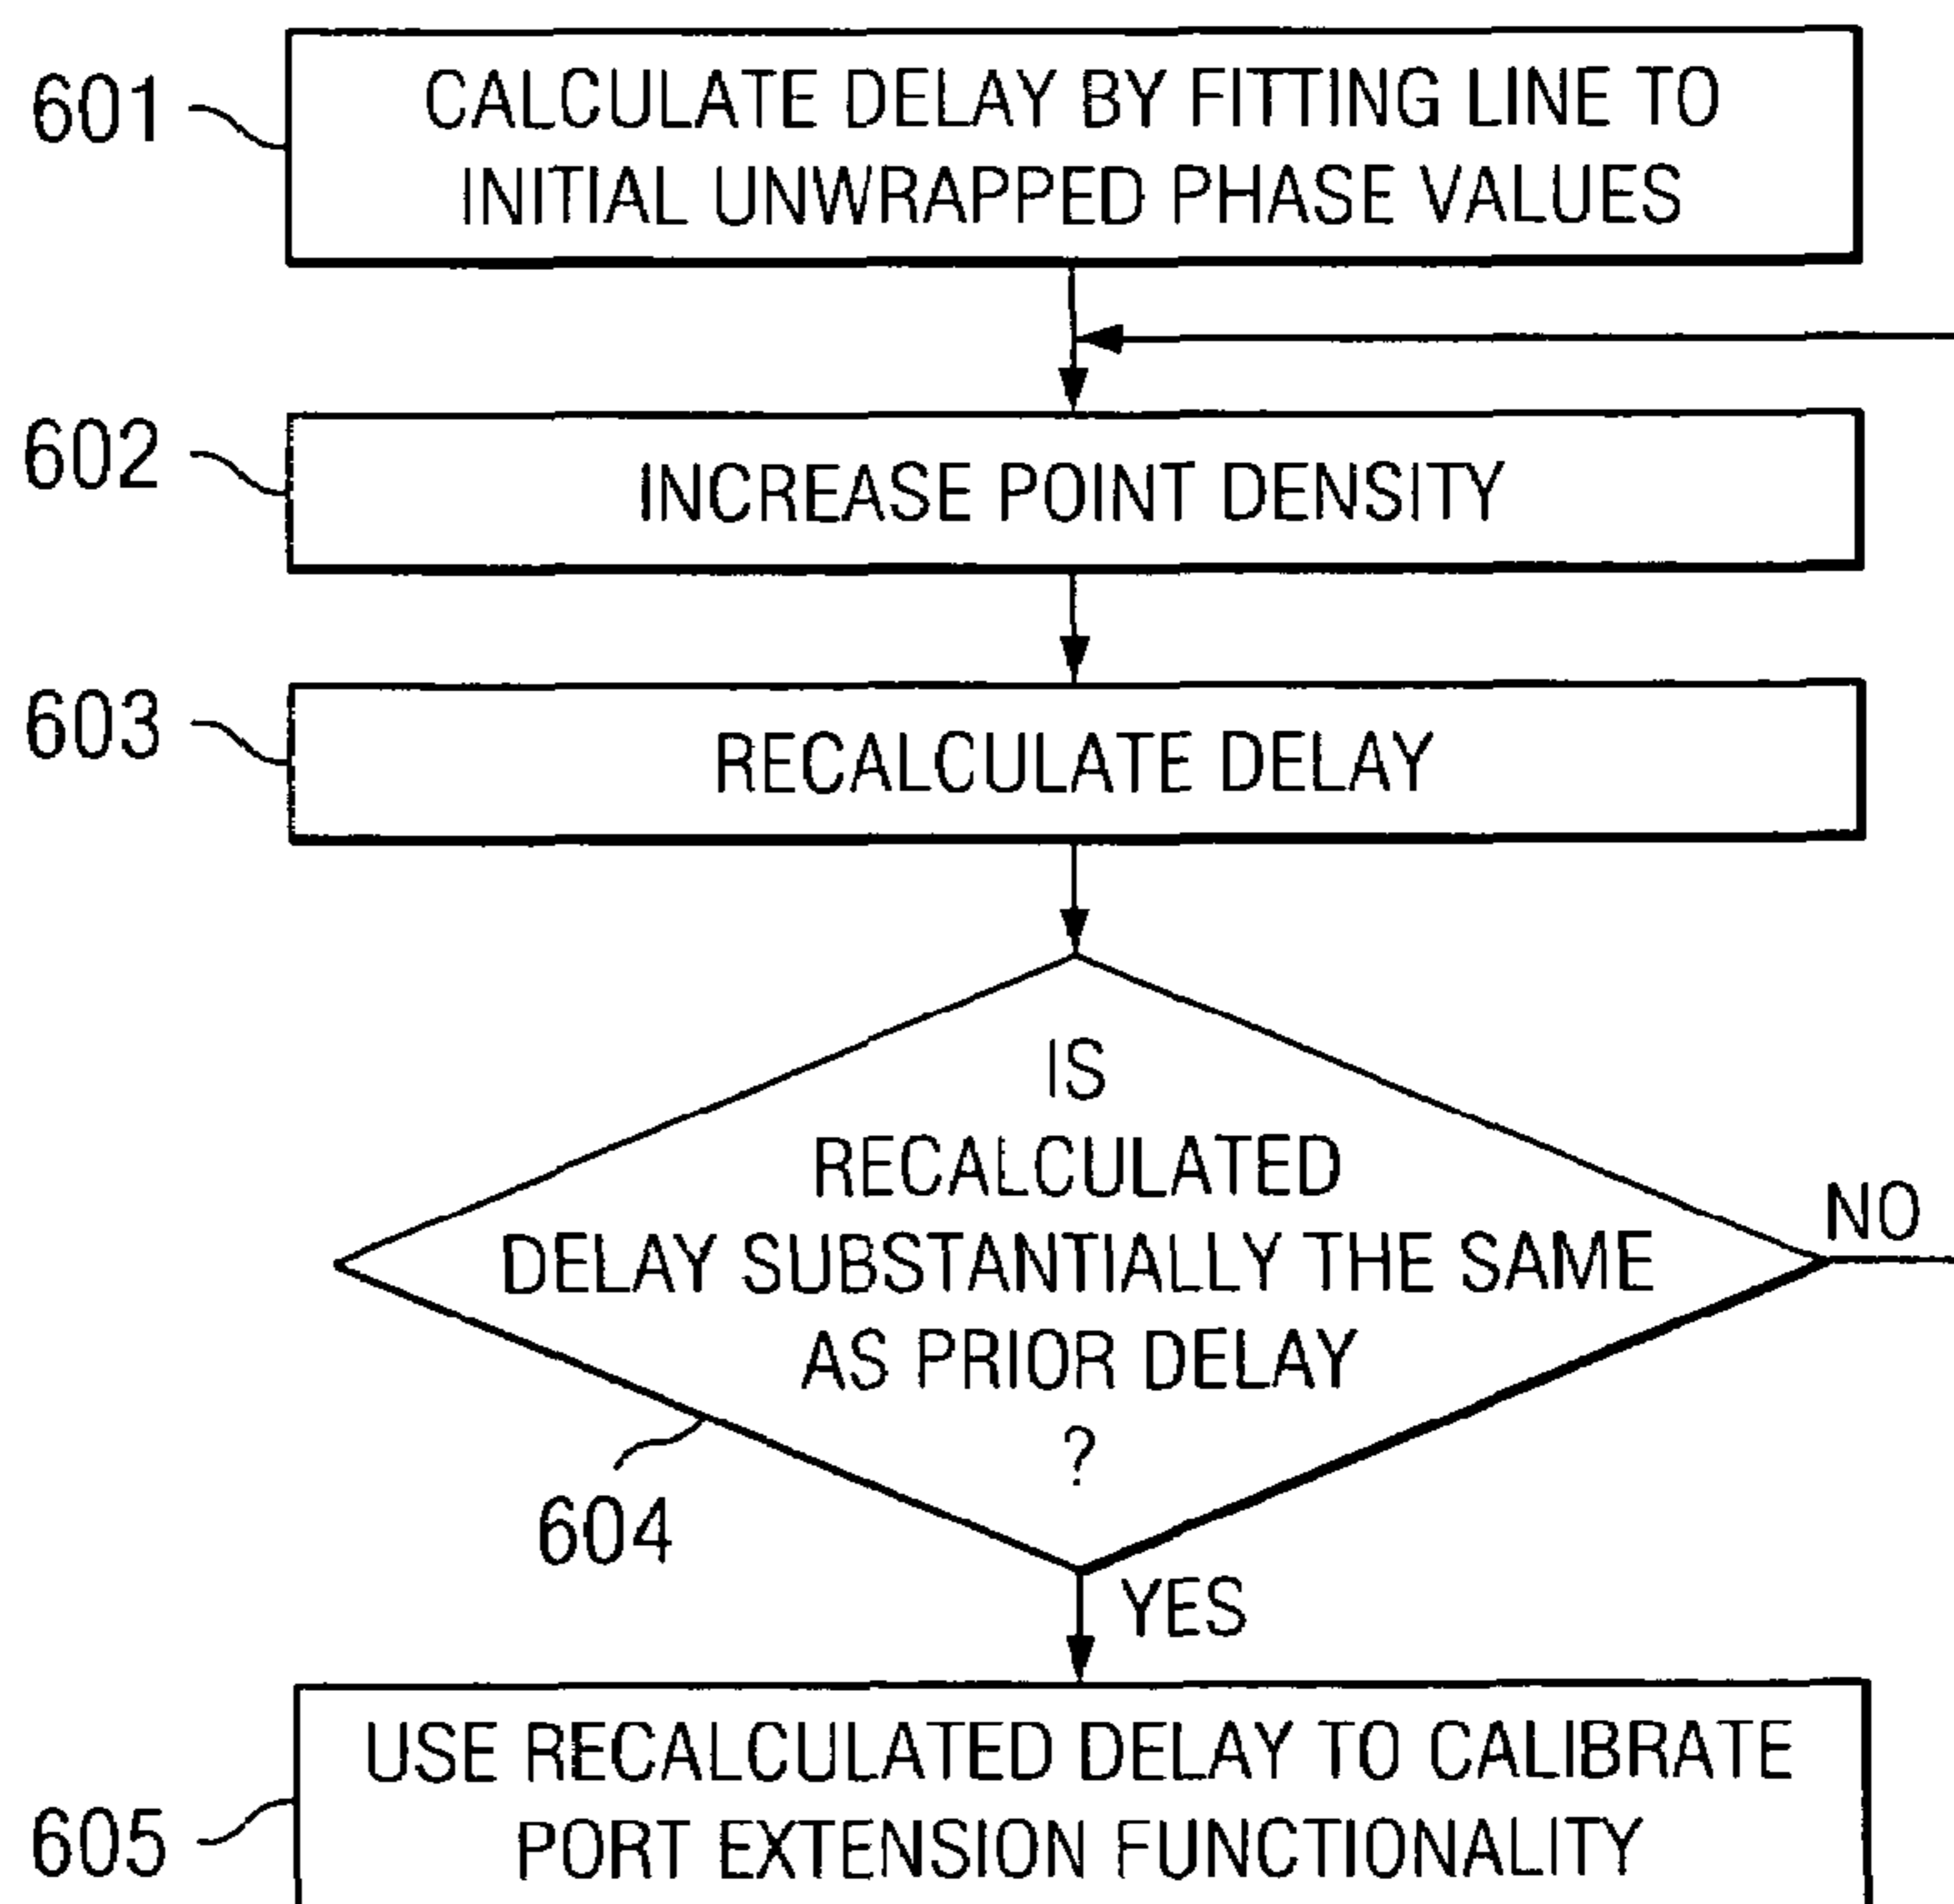 601
CALCULATE DELAY BY FITTING LINE TO
INITIAL UNWRAPPED PHASE VALUES
602
INCREASE POINT DENSITY
603
RECALCULATE DELAY
IS
RECALCULATED
DELAY SUBSTANTIALLY THE SAME
AS PRIOR DELAY
?
NO
604
YES
605
USE RECALCULATED DELAY TO CALIBRATE
PORT EXTENSION FUNCTIONALITY